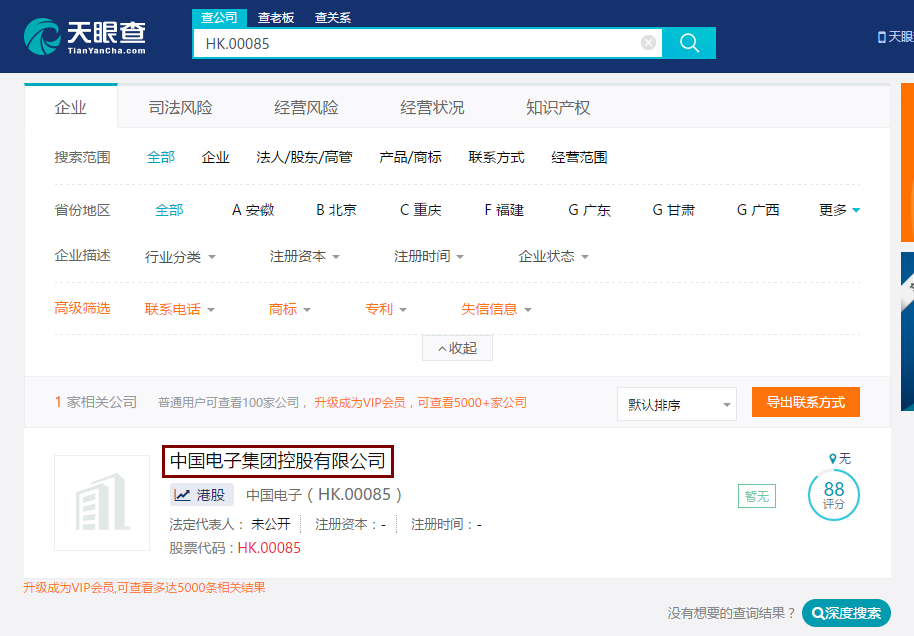 查公司 查老板 查关系
天眼查
TianYanCha.com
HK.00085
天眼
企业 司法风险 经营风险 经营状况 知识产权
搜索范围 全部 企业 法人/股东/高管 产品/商标 联系方式 经营范围
省份地区 全部 A 安徽 B 北京 C 重庆 F 福建 G 广东 G 甘肃 G 广西 更多
企业描述 行业分类 注册资本 注册时间 企业状态
高级筛选 联系电话 商标 专利 失信信息
收起
1 家相关公司 普通用户可查看100家公司，升级成为VIP会员，可查看5000+家公司 默认排序 导出联系方式
中国电子集团控股有限公司 无
港股 中国电子 ( HK.00085 ) 暂无 88
评分
法定代表人： 未公开 注册资本：- 注册时间：-
股票代码：HK.00085
升级成为VIP会员,可查看多达5000条相关结果
没有想要的查询结果？ 深度搜索